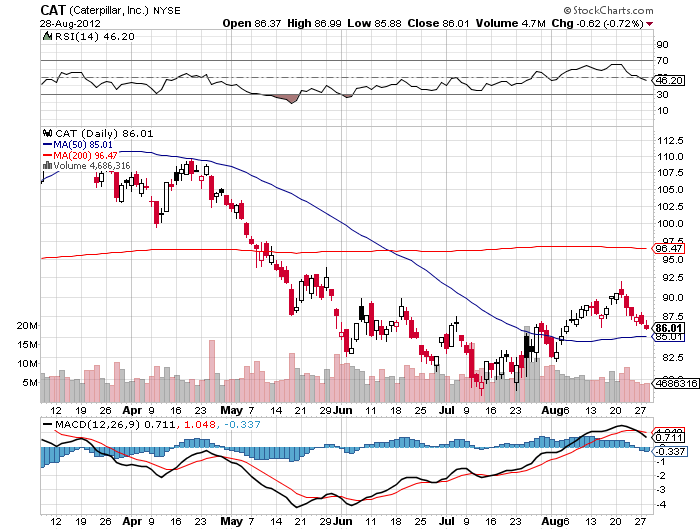 CAT (Caterpillar, Inc.) NYSE © StockCharts.com
28-Aug-2012 Open 86.37 High 86.99 Low 85.88 Close 86.01 Volume 4.7M Chg -0.62 (-0.72%)
RSI(14) 46.20
90
70
50
46.20
30
10
CAT (Daily) 86.01
MA(50) 85.01
MA(200) 96.47
Volume 4,686,316
112.5
110.0
107.5
105.0
102.5
100.0
97.5
96.47
95.0
92.5
90.0
87.5
86.01
85.01
82.5
80.0
20M
15M
10M
5M
4686316
12 19 26 Apr 9 16 23 May 7 14 21 29 Jun 11 18 25 Jul 9 16 23 Aug 6 13 20 27
MACD(12,26,9) 0.711, 1.048, -0.337
1.048
0.711
-0.337
-1
-2
-3
-4
12 19 26 Apr 9 16 23 May 7 14 21 29 Jun 11 18 25 Jul 9 16 23 Aug 6 13 20 27